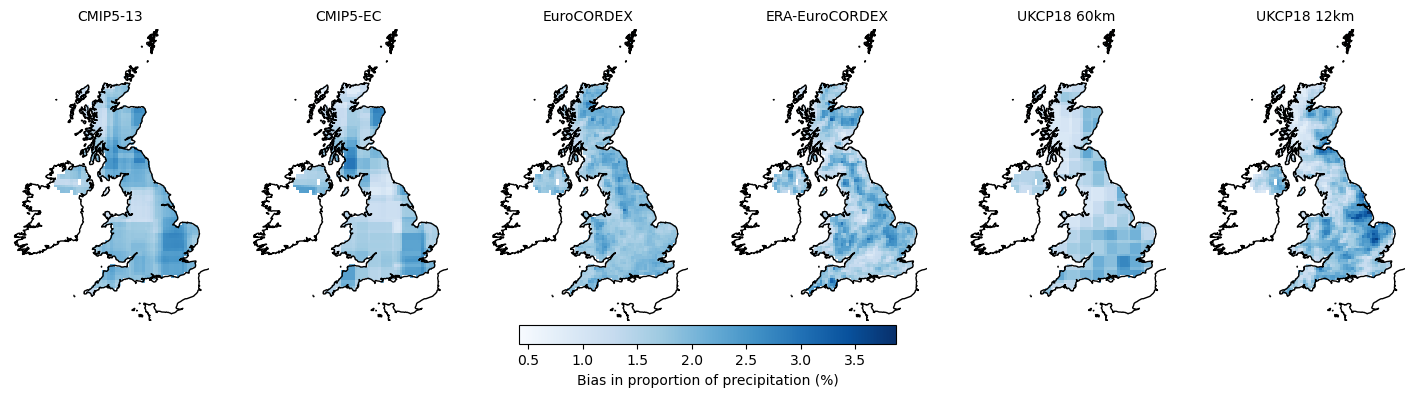 CMIP5-13 CMIP5-EC EuroCORDEX ERA-EuroCORDEX UKCP18 60km UKCP18 12km
0.5 1.0 1.5 2.0 2.5 3.0 3.5
Bias in proportion of precipitation (%)